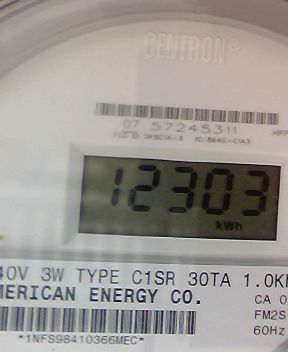 CENTRON®
07 57245311
12303
kWh
40V 3W TYPE C1SR 30TA 1.0K
MERICAN ENERGY CO.
CA 0
FM2S
60Hz
*1NFS98410366MEC*